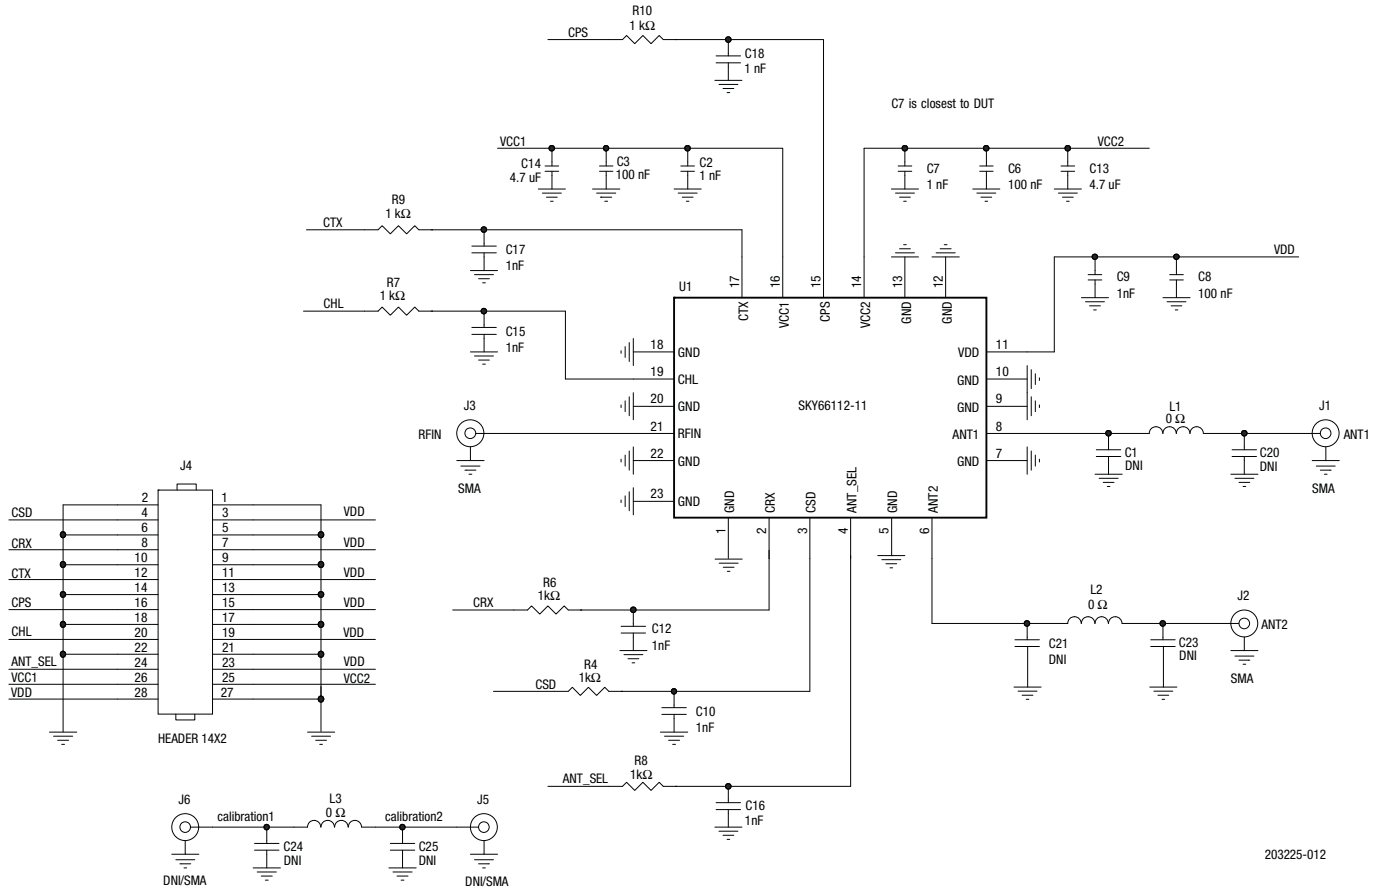 R10
1 kΩ
CPS
C18
1 nF
C7 is closest to DUT
VCC1
C14
4.7 uF
C3
100 nF
C2
1 nF
VCC2
C7
1 nF
C6
100 nF
C13
4.7 uF
R9
1 kΩ
CTX
C17
1nF
VDD
C9
1nF
C8
100 nF
R7
1 kΩ
CHL
C15
1nF
U1
17
16
15
14
13
12
CTX
VCC1
CPS
VCC2
GND
GND
18 GND
19 CHL
20 GND
21 RFIN
22 GND
23 GND
SKY66112-11
VDD 11
GND 10
GND 9
ANT1 8
GND 7
GND
CRX
CSD
ANT_SEL
GND
ANT2
1
2
3
4
5
6
J3
RFIN
SMA
L1
0 Ω
C1
DNI
C20
DNI
J1
ANT1
SMA
J4
2 1
CSD 4 3 VDD
6 5
CRX 8 7 VDD
10 9
CTX 12 11 VDD
14 13
CPS 16 15 VDD
18 17
CHL 20 19 VDD
22 21
ANT_SEL 24 23 VDD
VCC1 26 25 VCC2
VDD 28 27
HEADER 14X2
R6
1kΩ
CRX
C12
1nF
R4
1kΩ
CSD
C10
1nF
R8
1kΩ
ANT_SEL
C16
1nF
L2
0 Ω
C21
DNI
C23
DNI
J2
ANT2
SMA
J6
calibration1
L3
0 Ω
calibration2
J5
C24
DNI
C25
DNI
DNI/SMA
DNI/SMA
203225-012